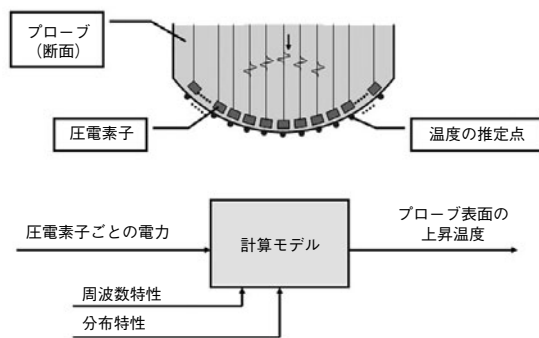 プローブ
（断面）
圧電素子
温度の推定点
圧電素子ごとの電力
計算モデル
プローブ表面の
上昇温度
周波数特性
分布特性